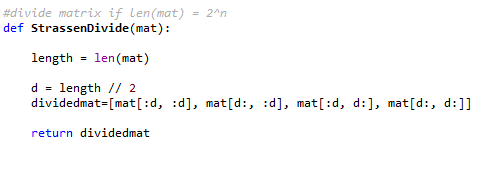 #divide matrix if len(mat) = 2^n
def StrassenDivide(mat):
length = len(mat)
d = length // 2
dividedmat=[mat[:d, :d], mat[d:, :d], mat[:d, d:], mat[d:, d:]]
return dividedmat